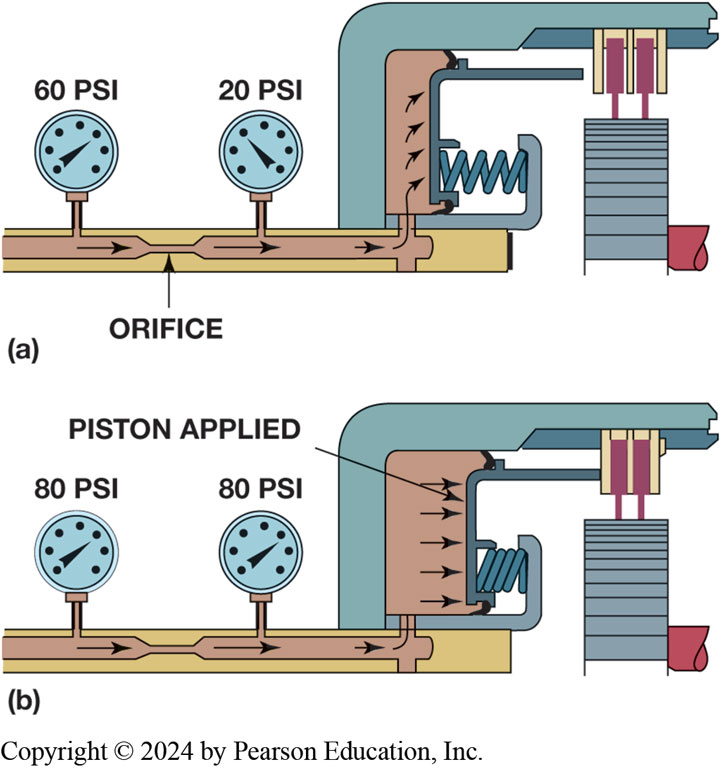 60 PSI 20 PSI
ORIFICE
(a)
PISTON APPLIED
80 PSI 80 PSI
(b)
Copyright © 2024 by Pearson Education, Inc.